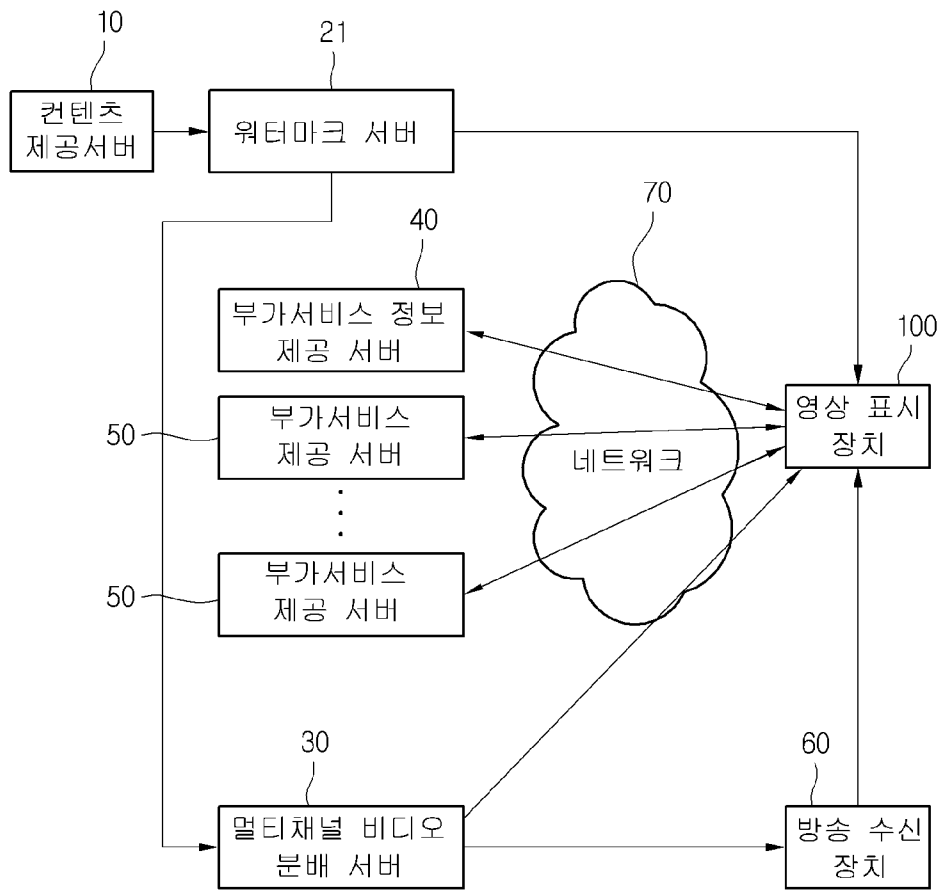 10
21
컨텐츠
제공서버
워터마크 서버
40
70
부가서비스 정보
제공 서버
100
영상 표시
장치
50
부가서비스
제공 서버
네트워크
50
부가서비스
제공 서버
30
60
멀티채널 비디오
분배 서버
방송 수신
장치